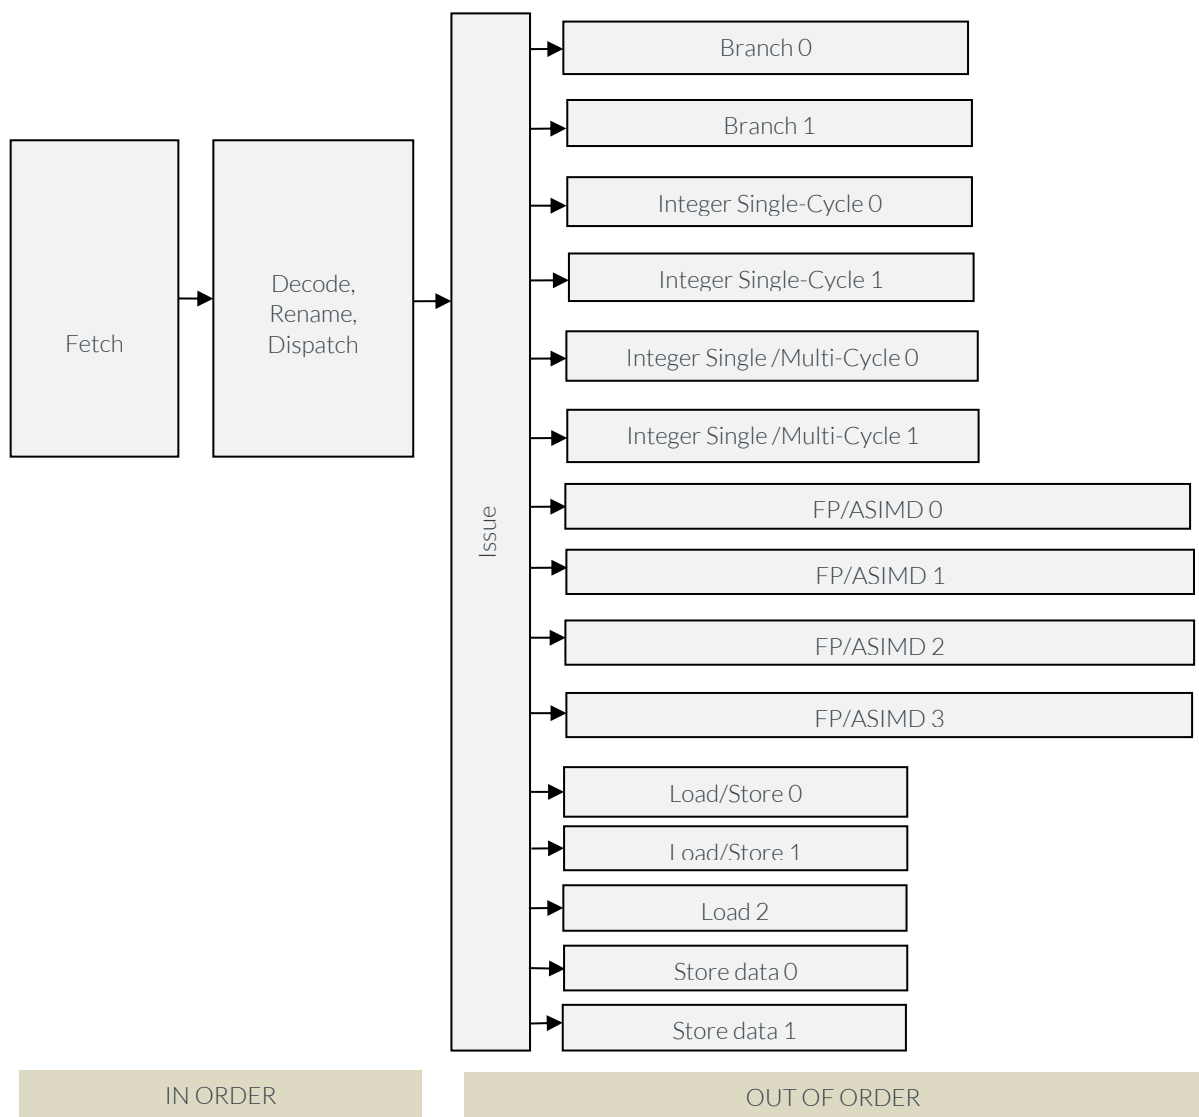 Fetch
Decode,
Rename,
Dispatch
Issue
Branch 0
Branch 1
Integer Single-Cycle 0
Integer Single-Cycle 1
Integer Single /Multi-Cycle 0
Integer Single /Multi-Cycle 1
FP/ASIMD 0
FP/ASIMD 1
FP/ASIMD 2
FP/ASIMD 3
Load/Store 0
Load/Store 1
Load 2
Store data 0
Store data 1
IN ORDER
OUT OF ORDER